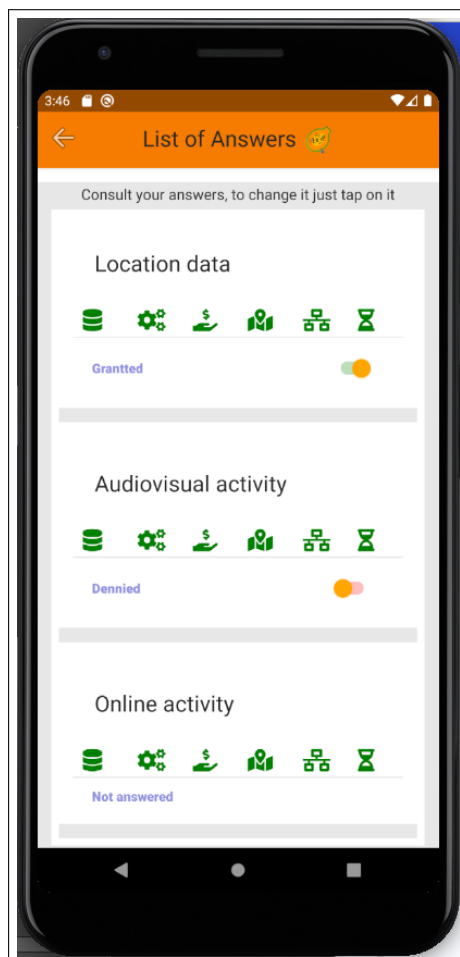 3:46
List of Answers
Consult your answers, to change it just tap on it
Location data
Grantted
Audiovisual activity
Dennied
Online activity
Not answered